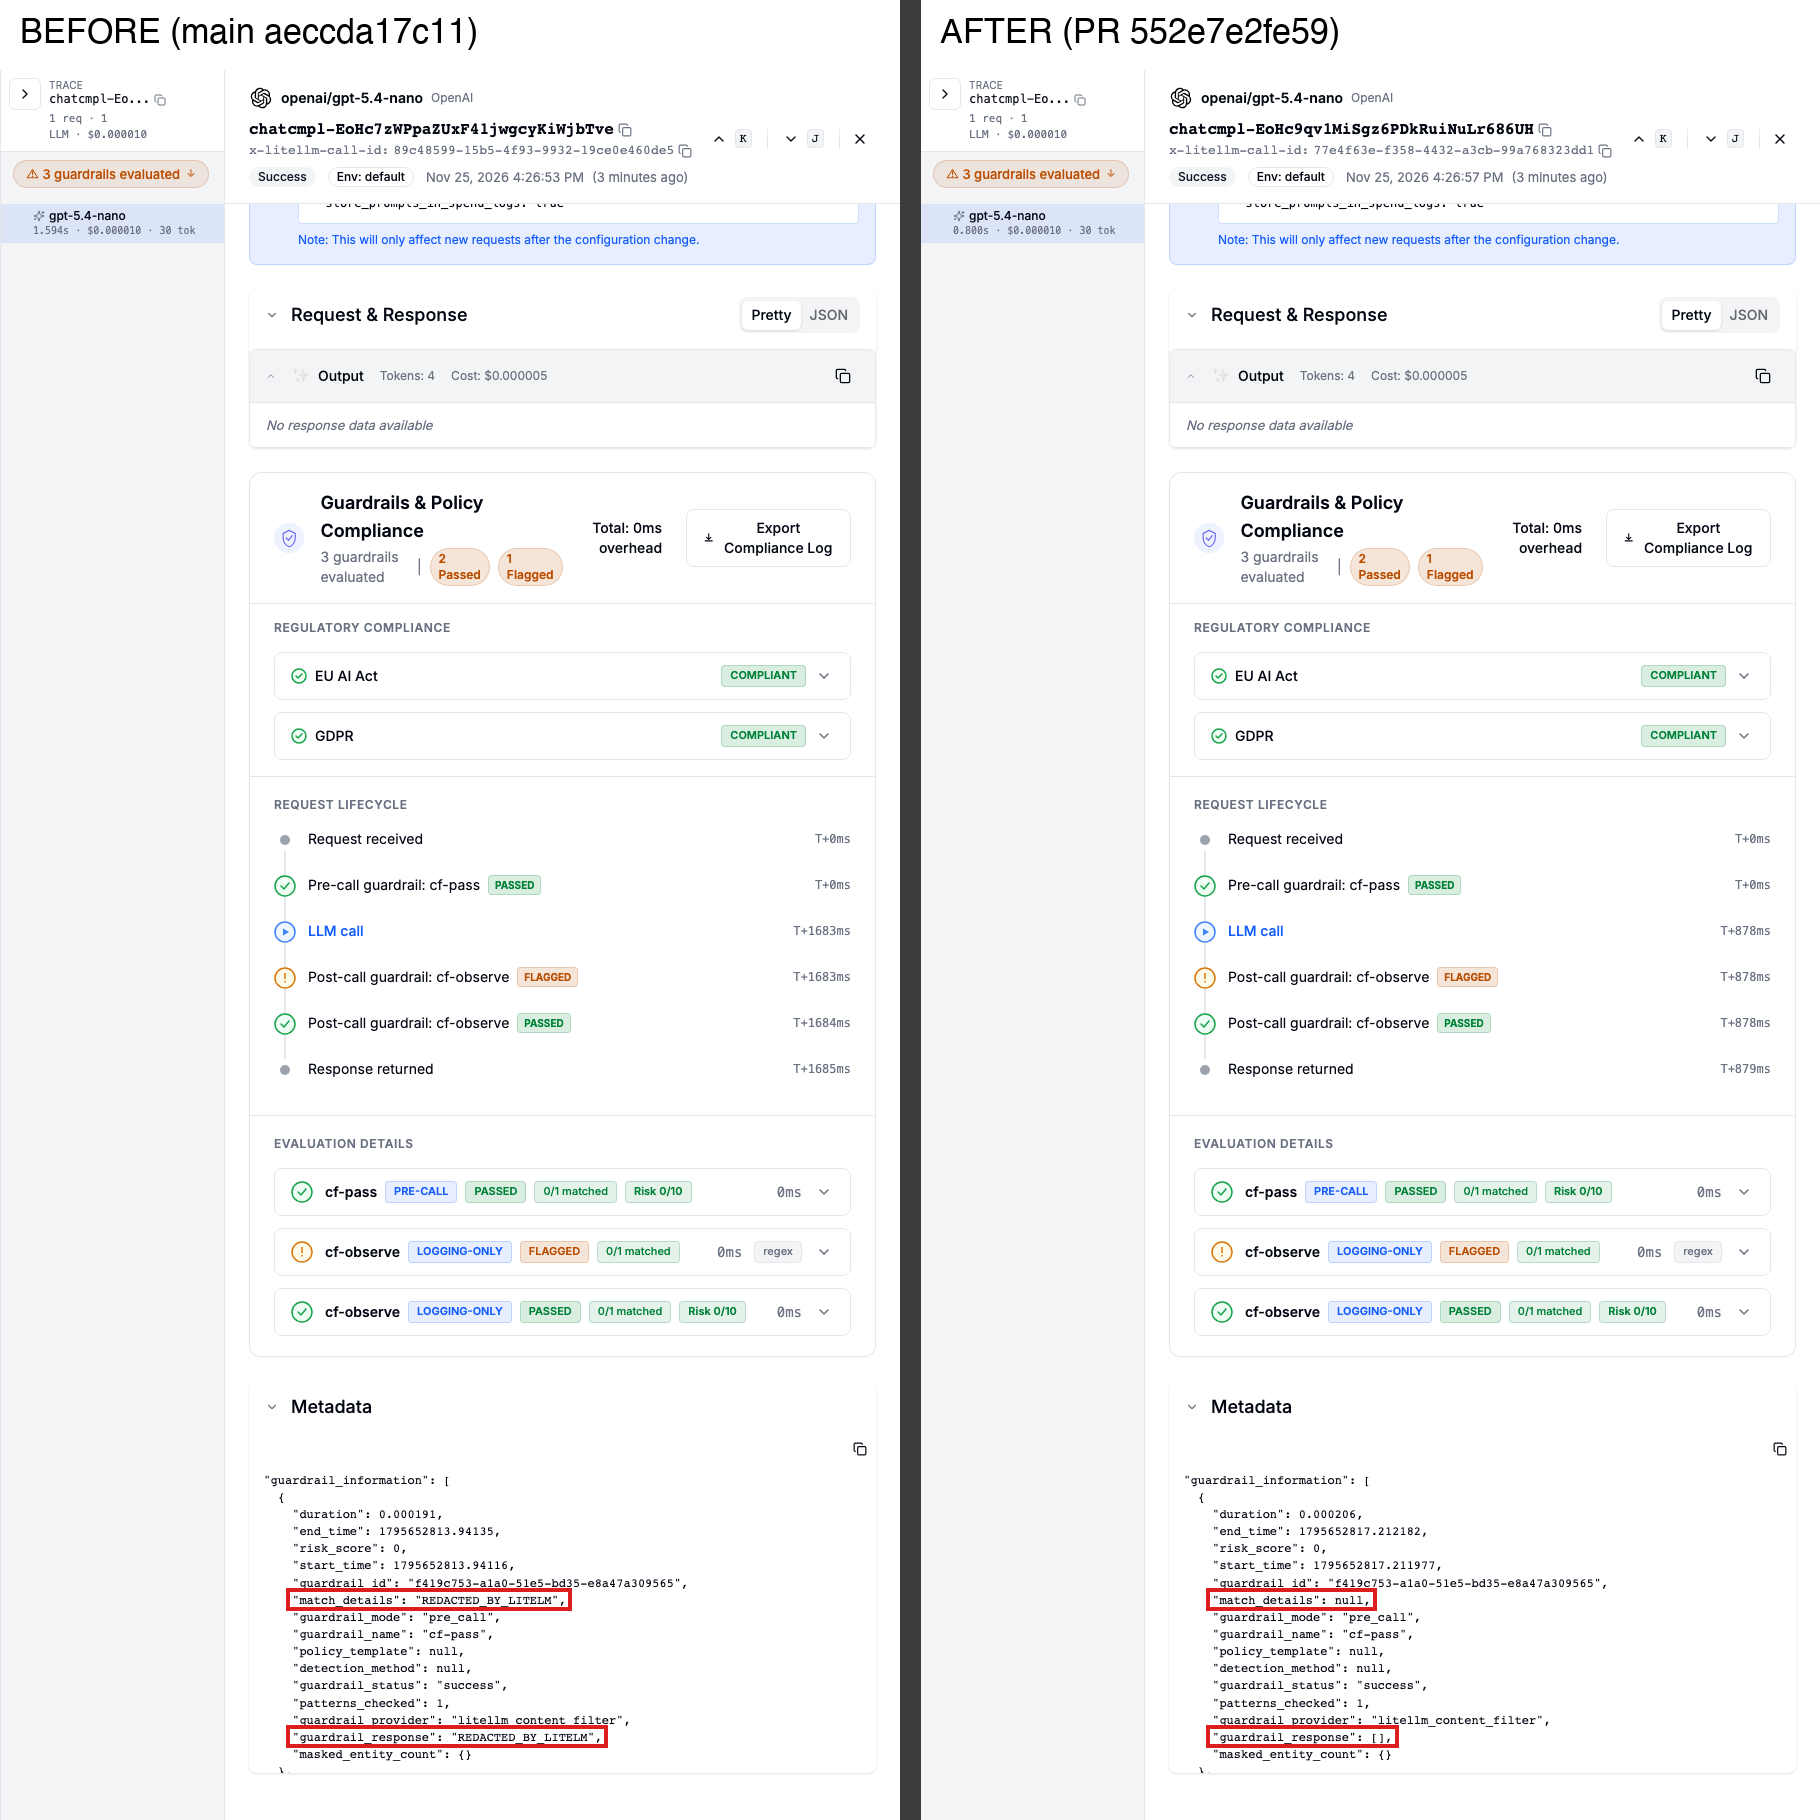 BEFORE (main aeccda17c11)
TRACE
chatcmpl-Eo...
1 req · 1
LLM · $0.000010
3 guardrails evaluated ↓
gpt-5.4-nano
1.594s · $0.000010 · 30 tok
openai/gpt-5.4-nano OpenAI
chatcmpl-EoHc7zWPpaZUxF41jwgcyKiWjbTve
x-litellm-call-id: 89c48599-15b5-4f93-9932-19ce0e460de5
K
J
Success
Env: default
Nov 25, 2026 4:26:53 PM (3 minutes ago)
store_prompts_in_spend_logs: true
Note: This will only affect new requests after the configuration change.
Request & Response
Pretty JSON
Output Tokens: 4 Cost: $0.000005
No response data available
Guardrails & Policy
Compliance
3 guardrails
evaluated
|
2
Passed
1
Flagged
Total: 0ms
overhead
Export
Compliance Log
REGULATORY COMPLIANCE
EU AI Act COMPLIANT
GDPR COMPLIANT
REQUEST LIFECYCLE
Request received T+0ms
Pre-call guardrail: cf-pass PASSED T+0ms
LLM call T+1683ms
Post-call guardrail: cf-observe FLAGGED T+1683ms
Post-call guardrail: cf-observe PASSED T+1684ms
Response returned T+1685ms
EVALUATION DETAILS
cf-pass PRE-CALL PASSED 0/1 matched Risk 0/10 0ms
cf-observe LOGGING-ONLY FLAGGED 0/1 matched 0ms regex
cf-observe LOGGING-ONLY PASSED 0/1 matched Risk 0/10 0ms
Metadata
"guardrail_information": [
{
"duration": 0.000191,
"end_time": 1795652813.94135,
"risk_score": 0,
"start_time": 1795652813.94116,
"guardrail_id": "f419c753-a1a0-51e5-bd35-e8a47a309565",
"match_details": "REDACTED_BY_LITELM",
"guardrail_mode": "pre_call",
"guardrail_name": "cf-pass",
"policy_template": null,
"detection_method": null,
"guardrail_status": "success",
"patterns_checked": 1,
"guardrail_provider": "litellm_content_filter",
"guardrail_response": "REDACTED_BY_LITELM",
"masked_entity_count": {}
},
AFTER (PR 552e7e2fe59)
TRACE
chatcmpl-Eo...
1 req · 1
LLM · $0.000010
3 guardrails evaluated ↓
gpt-5.4-nano
0.800s · $0.000010 · 30 tok
openai/gpt-5.4-nano OpenAI
chatcmpl-EoHc9qvlMiSgz6PDkRuiNuLr686UH
x-litellm-call-id: 77e4f63e-f358-4432-a3cb-99a768323dd1
K
J
Success
Env: default
Nov 25, 2026 4:26:57 PM (3 minutes ago)
store_prompts_in_spend_logs: true
Note: This will only affect new requests after the configuration change.
Request & Response
Pretty JSON
Output Tokens: 4 Cost: $0.000005
No response data available
Guardrails & Policy
Compliance
3 guardrails
evaluated
|
2
Passed
1
Flagged
Total: 0ms
overhead
Export
Compliance Log
REGULATORY COMPLIANCE
EU AI Act COMPLIANT
GDPR COMPLIANT
REQUEST LIFECYCLE
Request received T+0ms
Pre-call guardrail: cf-pass PASSED T+0ms
LLM call T+878ms
Post-call guardrail: cf-observe FLAGGED T+878ms
Post-call guardrail: cf-observe PASSED T+878ms
Response returned T+879ms
EVALUATION DETAILS
cf-pass PRE-CALL PASSED 0/1 matched Risk 0/10 0ms
cf-observe LOGGING-ONLY FLAGGED 0/1 matched 0ms regex
cf-observe LOGGING-ONLY PASSED 0/1 matched Risk 0/10 0ms
Metadata
"guardrail_information": [
{
"duration": 0.000206,
"end_time": 1795652817.212182,
"risk_score": 0,
"start_time": 1795652817.211977,
"guardrail_id": "f419c753-a1a0-51e5-bd35-e8a47a309565",
"match_details": null,
"guardrail_mode": "pre_call",
"guardrail_name": "cf-pass",
"policy_template": null,
"detection_method": null,
"guardrail_status": "success",
"patterns_checked": 1,
"guardrail_provider": "litellm_content_filter",
"guardrail_response": [],
"masked_entity_count": {}
},